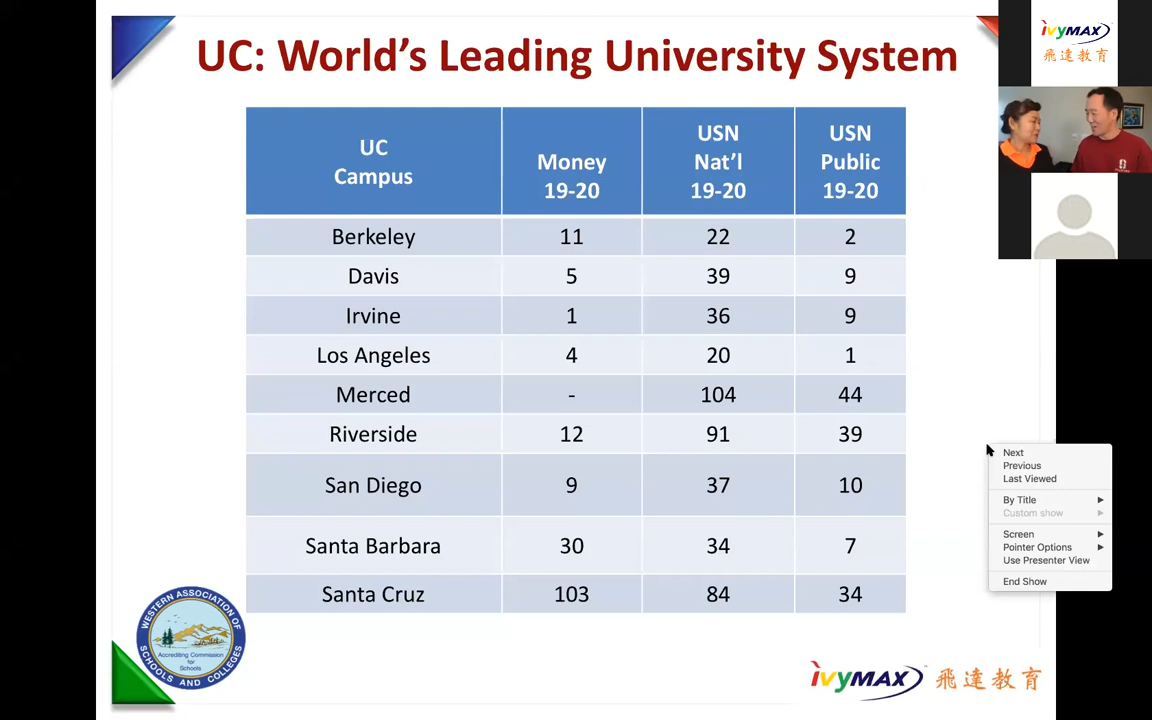 UC: World's Leading University System
UC
Campus
Money
19-20
USN
Nat'l
19-20
USN
Public
19-20
Berkeley 11 22 2
Davis 5 39 9
Irvine 1 36 9
Los Angeles 4 20 1
Merced - 104 44
Riverside 12 91 39
San Diego 9 37 10
Santa Barbara 30 34 7
Santa Cruz 103 84 34
WESTERN ASSOCIATION OF
SCHOOLS AND COLLEGES
Accrediting Commission
for
Schools
ivyMAX 飛達教育
ivyMAX
飛達教育
Next
Previous
Last Viewed
By Title
Custom show
Screen
Pointer Options
Use Presenter View
End Show